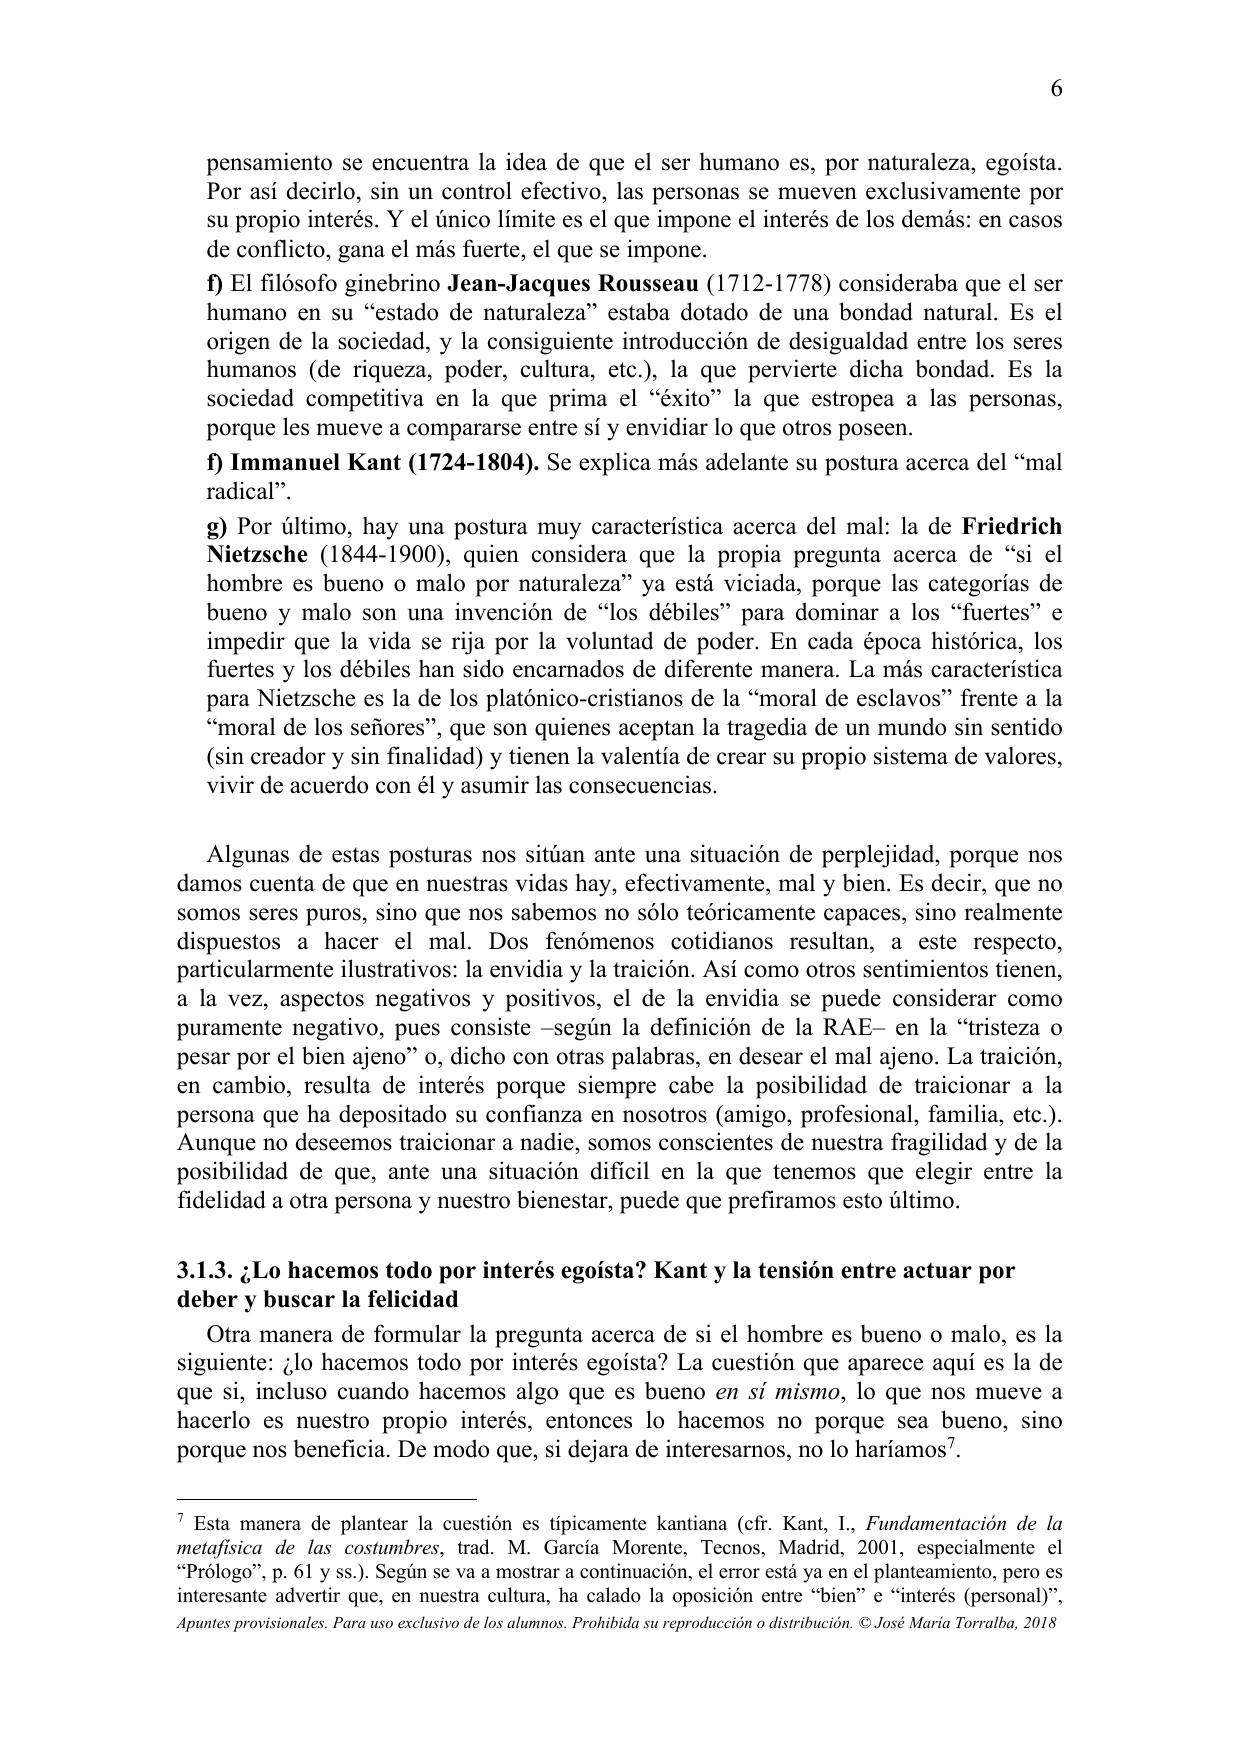 6
pensamiento se encuentra la idea de que el ser humano es, por naturaleza, egoísta.
Por así decirlo, sin un control efectivo, las personas se mueven exclusivamente por
su propio interés. Y el único límite es el que impone el interés de los demás: en casos
de conflicto, gana el más fuerte, el que se impone.
f) El filósofo ginebrino Jean-Jacques Rousseau (1712-1778) consideraba que el ser
humano en su “estado de naturaleza” estaba dotado de una bondad natural. Es el
origen de la sociedad, y la consiguiente introducción de desigualdad entre los seres
humanos (de riqueza, poder, cultura, etc.), la que pervierte dicha bondad. Es la
sociedad competitiva en la que prima el “éxito” la que estropea a las personas,
porque les mueve a compararse entre sí y envidiar lo que otros poseen.
f) Immanuel Kant (1724-1804). Se explica más adelante su postura acerca del “mal
radical”.
g) Por último, hay una postura muy característica acerca del mal: la de Friedrich
Nietzsche (1844-1900), quien considera que la propia pregunta acerca de “si el
hombre es bueno o malo por naturaleza” ya está viciada, porque las categorías de
bueno y malo son una invención de “los débiles” para dominar a los “fuertes” e
impedir que la vida se rija por la voluntad de poder. En cada época histórica, los
fuertes y los débiles han sido encarnados de diferente manera. La más característica
para Nietzsche es la de los platónico-cristianos de la “moral de esclavos” frente a la
“moral de los señores”, que son quienes aceptan la tragedia de un mundo sin sentido
(sin creador y sin finalidad) y tienen la valentía de crear su propio sistema de valores,
vivir de acuerdo con él y asumir las consecuencias.
Algunas de estas posturas nos sitúan ante una situación de perplejidad, porque nos
damos cuenta de que en nuestras vidas hay, efectivamente, mal y bien. Es decir, que no
somos seres puros, sino que nos sabemos no sólo teóricamente capaces, sino realmente
dispuestos a hacer el mal. Dos fenómenos cotidianos resultan, a este respecto,
particularmente ilustrativos: la envidia y la traición. Así como otros sentimientos tienen,
a la vez, aspectos negativos y positivos, el de la envidia se puede considerar como
puramente negativo, pues consiste –según la definición de la RAE– en la “tristeza o
pesar por el bien ajeno” o, dicho con otras palabras, en desear el mal ajeno. La traición,
en cambio, resulta de interés porque siempre cabe la posibilidad de traicionar a la
persona que ha depositado su confianza en nosotros (amigo, profesional, familia, etc.).
Aunque no deseemos traicionar a nadie, somos conscientes de nuestra fragilidad y de la
posibilidad de que, ante una situación difícil en la que tenemos que elegir entre la
fidelidad a otra persona y nuestro bienestar, puede que prefiramos esto último.
3.1.3. ¿Lo hacemos todo por interés egoísta? Kant y la tensión entre actuar por
deber y buscar la felicidad
Otra manera de formular la pregunta acerca de si el hombre es bueno o malo, es la
siguiente: ¿lo hacemos todo por interés egoísta? La cuestión que aparece aquí es la de
que si, incluso cuando hacemos algo que es bueno en sí mismo, lo que nos mueve a
hacerlo es nuestro propio interés, entonces lo hacemos no porque sea bueno, sino
porque nos beneficia. De modo que, si dejara de interesarnos, no lo haríamos⁷.
⁷ Esta manera de plantear la cuestión es típicamente kantiana (cfr. Kant, I., Fundamentación de la
metafísica de las costumbres, trad. M. García Morente, Tecnos, Madrid, 2001, especialmente el
“Prólogo”, p. 61 y ss.). Según se va a mostrar a continuación, el error está ya en el planteamiento, pero es
interesante advertir que, en nuestra cultura, ha calado la oposición entre “bien” e “interés (personal)”,
Apuntes provisionales. Para uso exclusivo de los alumnos. Prohibida su reproducción o distribución. © José María Torralba, 2018